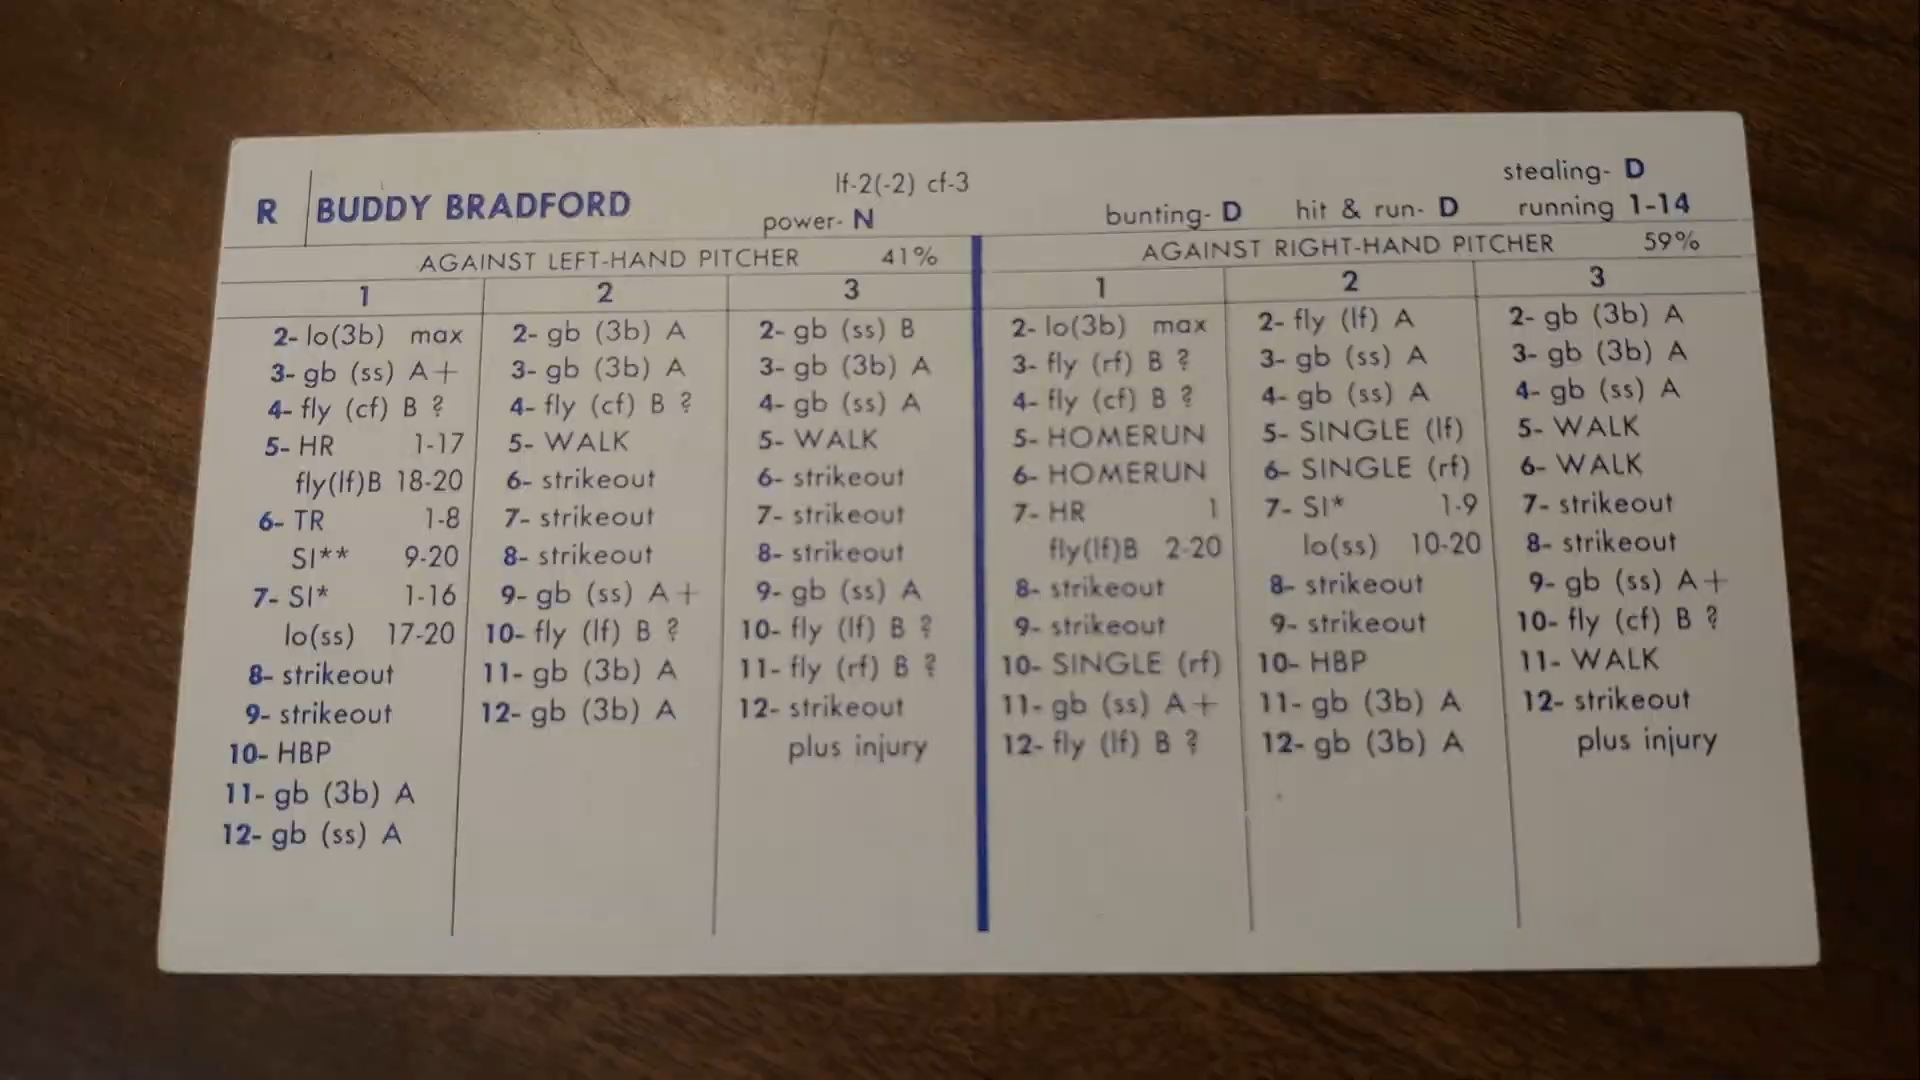 R BUDDY BRADFORD
lf-2(-2) cf-3
power- N
bunting- D hit & run- D
stealing- D
running 1-14
AGAINST LEFT-HAND PITCHER 41%
1
2- lo(3b) max
3- gb (ss) A+
4- fly (cf) B ?
5- HR 1-17
fly(lf)B 18-20
6- TR 1-8
SI** 9-20
7- SI* 1-16
lo(ss) 17-20
8- strikeout
9- strikeout
10- HBP
11- gb (3b) A
12- gb (ss) A
2
2- gb (3b) A
3- gb (3b) A
4- fly (cf) B ?
5- WALK
6- strikeout
7- strikeout
8- strikeout
9- gb (ss) A+
10- fly (lf) B ?
11- gb (3b) A
12- gb (3b) A
3
2- gb (ss) B
3- gb (3b) A
4- gb (ss) A
5- WALK
6- strikeout
7- strikeout
8- strikeout
9- gb (ss) A
10- fly (lf) B ?
11- fly (rf) B ?
12- strikeout
plus injury
AGAINST RIGHT-HAND PITCHER 59%
1
2- lo(3b) max
3- fly (rf) B ?
4- fly (cf) B ?
5- HOMERUN
6- HOMERUN
7- HR 1
fly(lf)B 2-20
8- strikeout
9- strikeout
10- SINGLE (rf)
11- gb (ss) A+
12- fly (lf) B ?
2
2- fly (lf) A
3- gb (ss) A
4- gb (ss) A
5- SINGLE (lf)
6- SINGLE (rf)
7- SI* 1-9
lo(ss) 10-20
8- strikeout
9- strikeout
10- HBP
11- gb (3b) A
12- gb (3b) A
3
2- gb (3b) A
3- gb (3b) A
4- gb (ss) A
5- WALK
6- WALK
7- strikeout
8- strikeout
9- gb (ss) A+
10- fly (cf) B ?
11- WALK
12- strikeout
plus injury